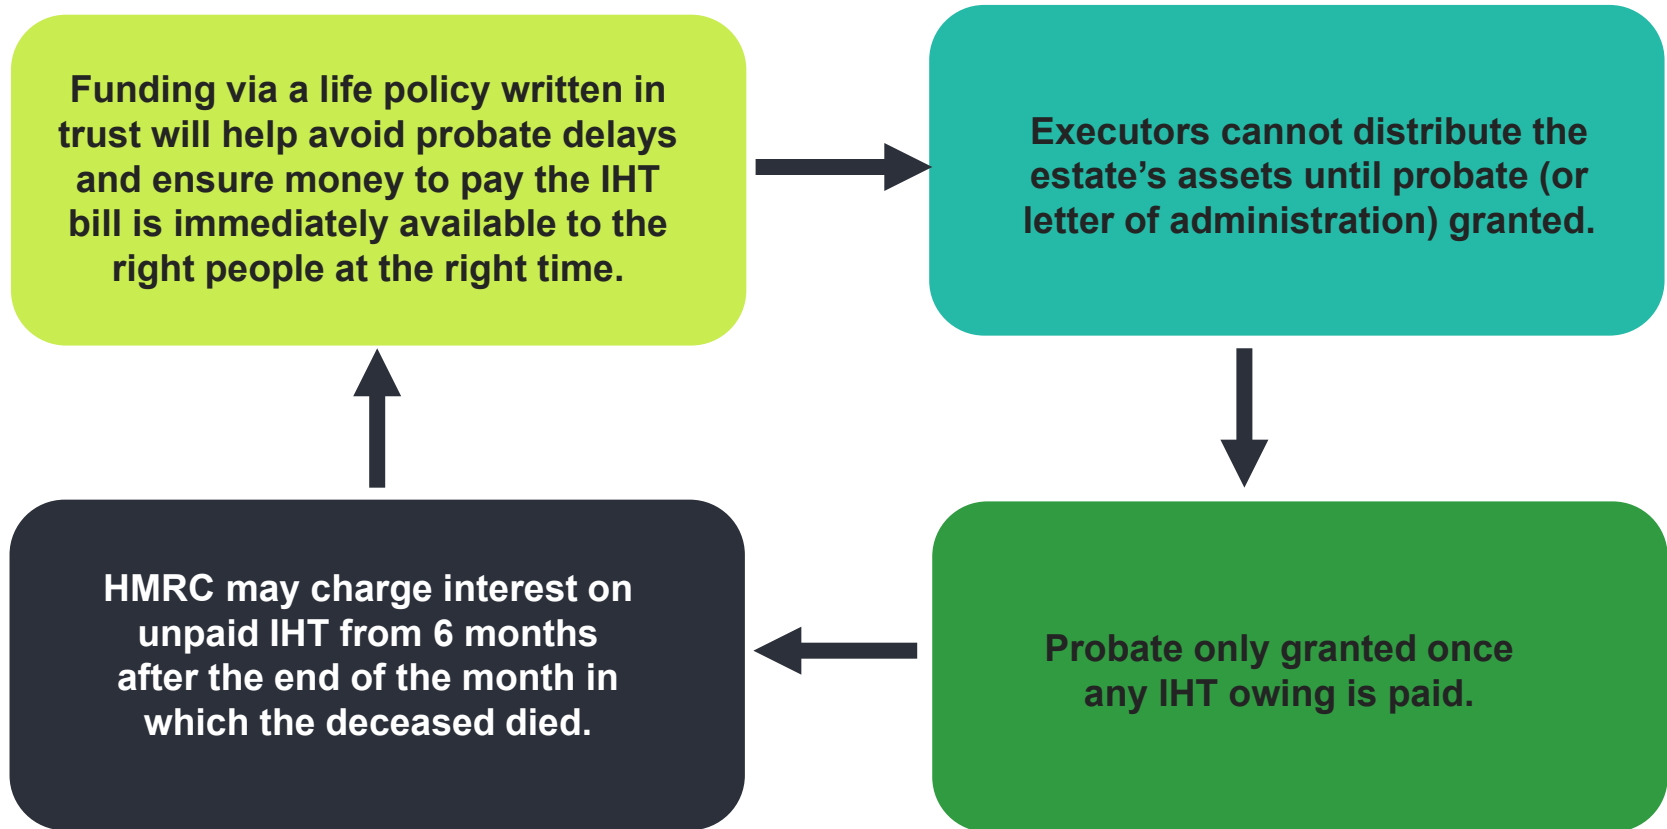 Funding via a life policy written in
trust will help avoid probate delays
and ensure money to pay the IHT
bill is immediately available to the
right people at the right time.
Executors cannot distribute the
estate’s assets until probate (or
letter of administration) granted.
Probate only granted once
any IHT owing is paid.
HMRC may charge interest on
unpaid IHT from 6 months
after the end of the month in
which the deceased died.